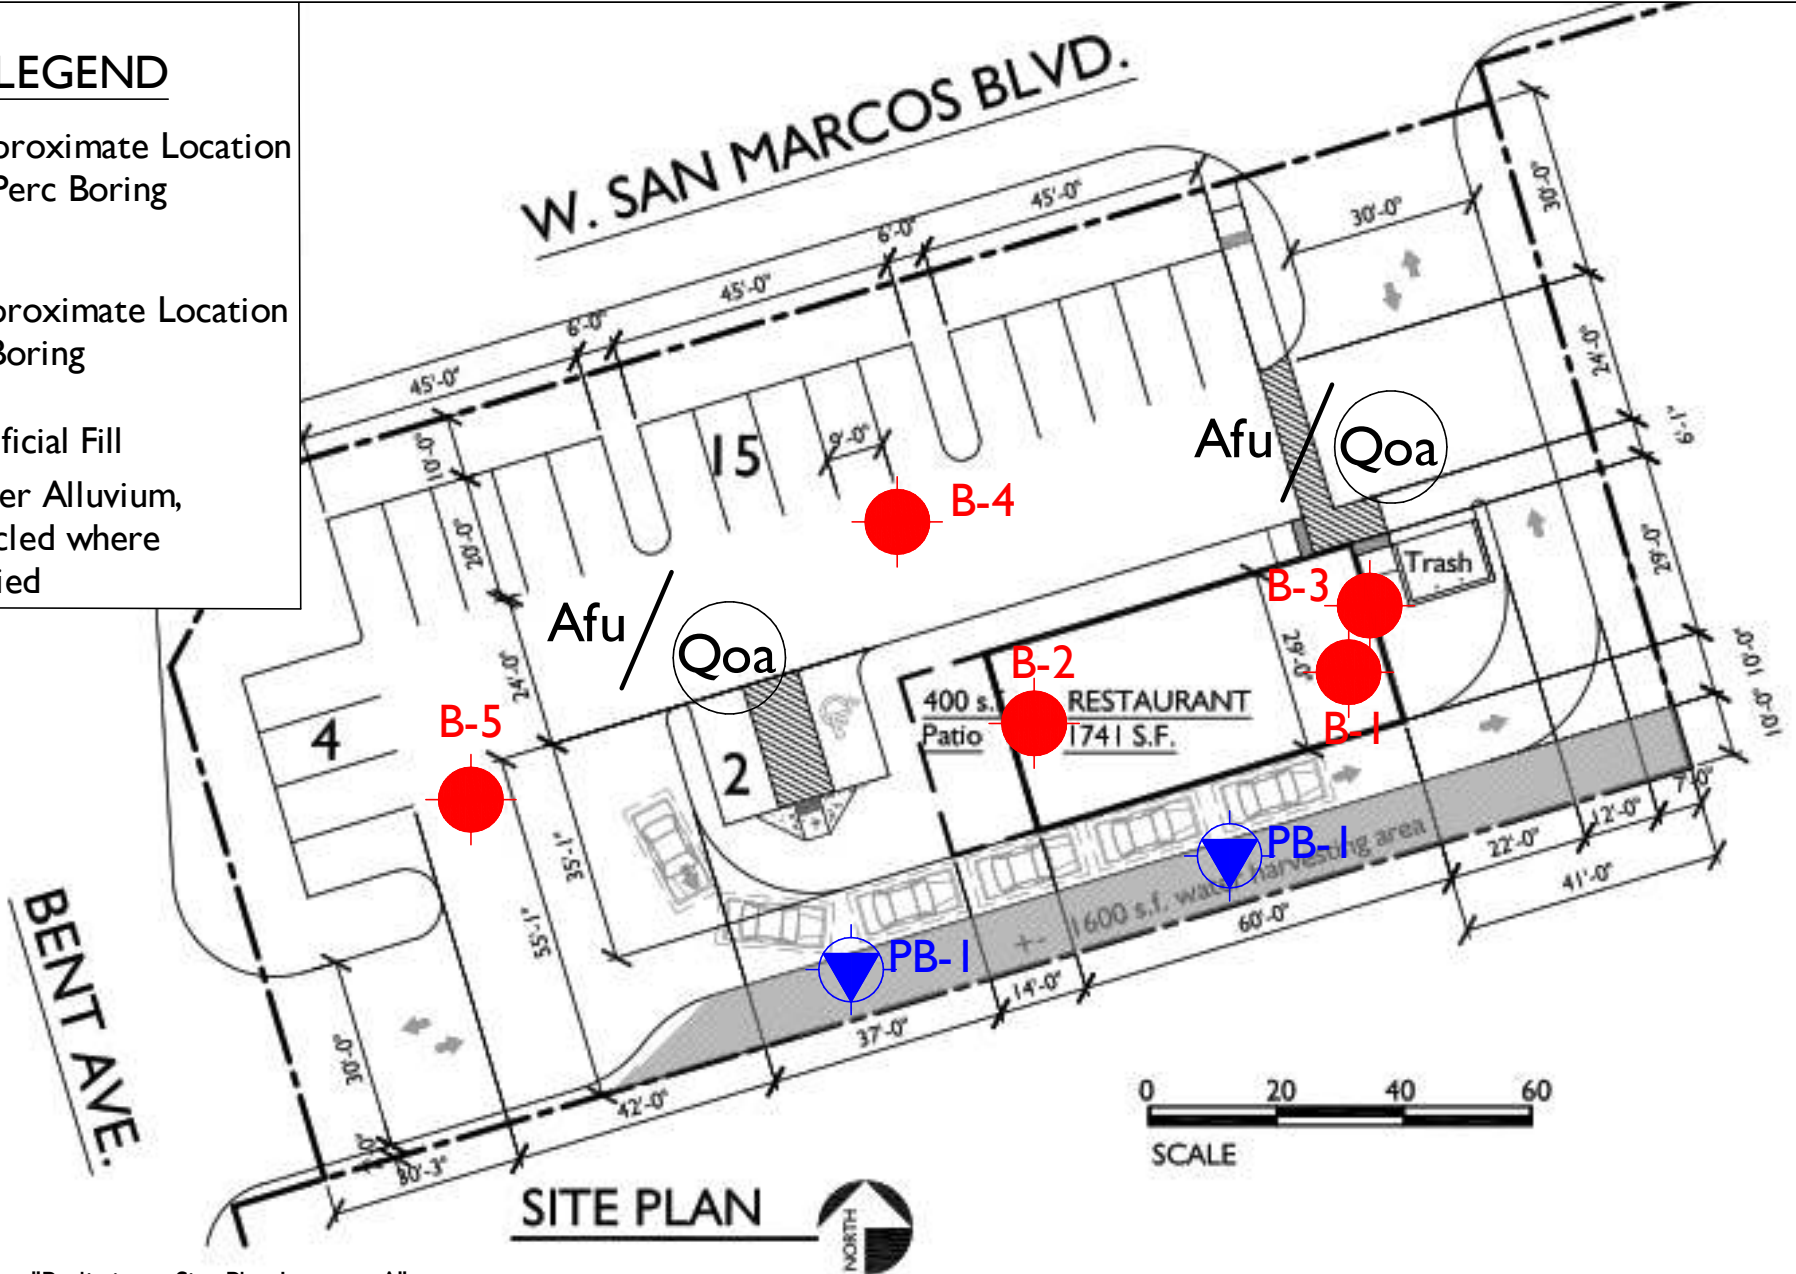 LEGEND
proximate Location
Perc Boring
proximate Location
Boring
ficial Fill
er Alluvium,
cled where
ied
W. SAN MARCOS BLVD.
BENT AVE.
45'-0"
6'-0"
45'-0"
6'-0"
45'-0"
30'-0"
30'-0"
24'-0"
6'-1"
29'-0"
10'-0"
10'-0"
10'-0"
20'-0"
24'-0"
9'-0"
15
B-4
Afu / Qoa
Afu / Qoa
Trash
B-3
29'-0"
B-1
B-2
400 s.f.
Patio
RESTAURANT
1741 S.F.
4
B-5
2
35'-1"
55'-1"
PB-1
PB-1
+- 1600 s.f. water harvesting area
7'-0"
12'-0"
22'-0"
41'-0"
60'-0"
14'-0"
37'-0"
42'-0"
30'-0"
30'-3"
0 20 40 60
SCALE
SITE PLAN
NORTH